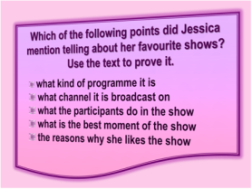 Which of the following points did Jessica
mention telling about her favourite shows?
Use the text to prove it.
what kind of programme it is
what channel it is broadcast on
what the participants do in the show
what is the best moment of the show
the reasons why she likes the show